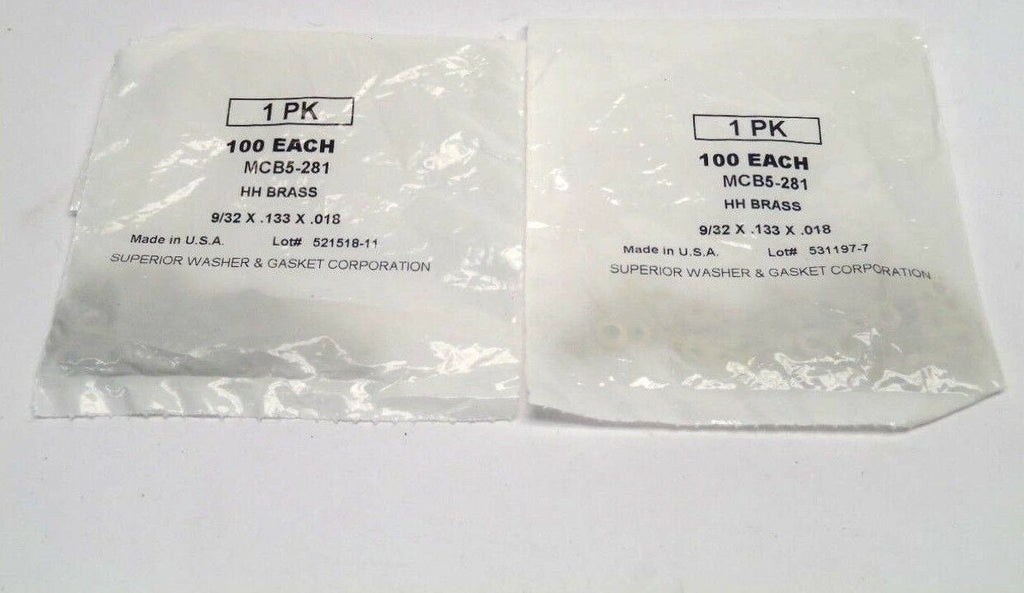 1 PK
100 EACH
MCB5-281
HH BRASS
9/32 X .133 X .018
Made in U.S.A. Lot# 521518-11
SUPERIOR WASHER & GASKET CORPORATION
1 PK
100 EACH
MCB5-281
HH BRASS
9/32 X .133 X .018
Made in U.S.A. Lot# 531197-7
SUPERIOR WASHER & GASKET CORPORATION